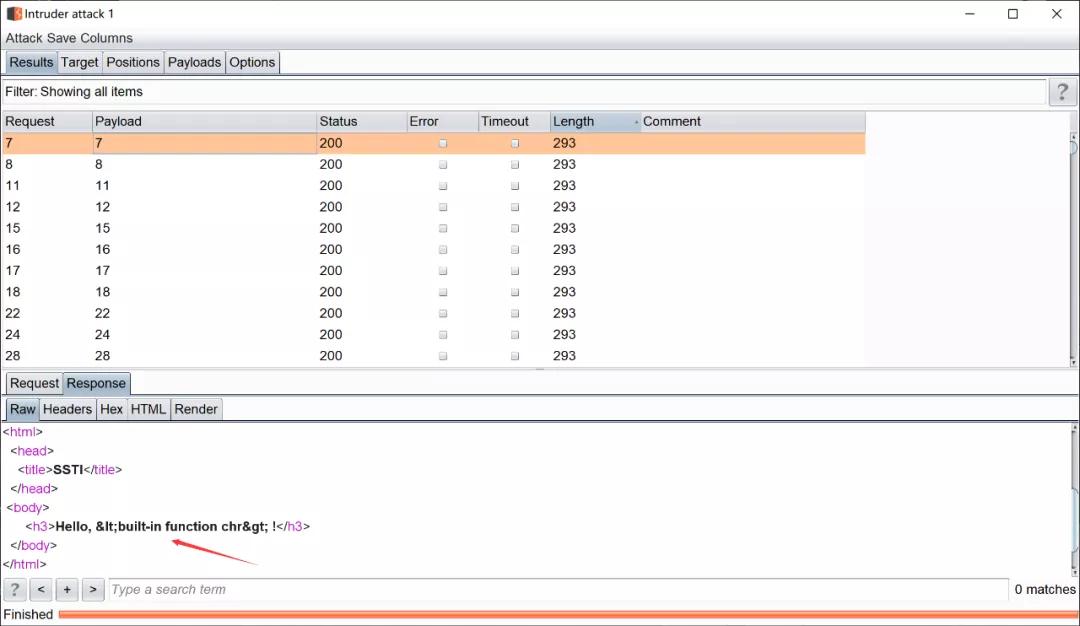 Intruder attack 1
Attack Save Columns
Results Target Positions Payloads Options
Filter: Showing all items ?
Request Payload Status Error Timeout Length Comment
7 7 200 293
8 8 200 293
11 11 200 293
12 12 200 293
15 15 200 293
16 16 200 293
17 17 200 293
18 18 200 293
22 22 200 293
24 24 200 293
28 28 200 293
Request Response
Raw Headers Hex HTML Render
<html>
<head>
<title>SSTI</title>
</head>
<body>
<h3>Hello, &lt;built-in function chr&gt; !</h3>
</body>
</html>
? < + > Type a search term 0 matches
Finished